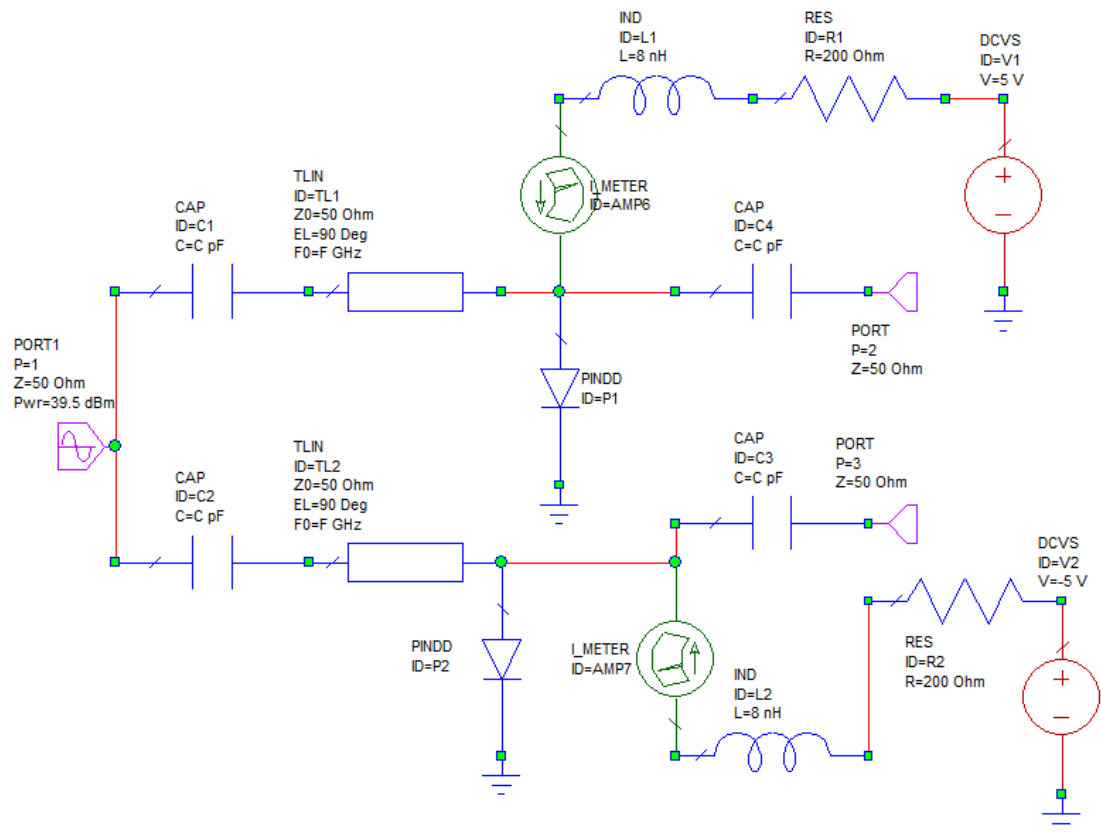 IND
ID=L1
L=8 nH
RES
ID=R1
R=200 Ohm
DCVS
ID=V1
V=5 V
TLIN
ID=TL1
Z0=50 Ohm
EL=90 Deg
F0=F GHz
I_METER
ID=AMP6
CAP
ID=C1
C=C pF
CAP
ID=C4
C=C pF
PORT1
P=1
Z=50 Ohm
Pwr=39.5 dBm
PORT
P=2
Z=50 Ohm
PINDD
ID=P1
TLIN
ID=TL2
Z0=50 Ohm
EL=90 Deg
F0=F GHz
CAP
ID=C3
C=C pF
PORT
P=3
Z=50 Ohm
CAP
ID=C2
C=C pF
DCVS
ID=V2
V=-5 V
PINDD
ID=P2
I_METER
ID=AMP7
RES
ID=R2
R=200 Ohm
IND
ID=L2
L=8 nH